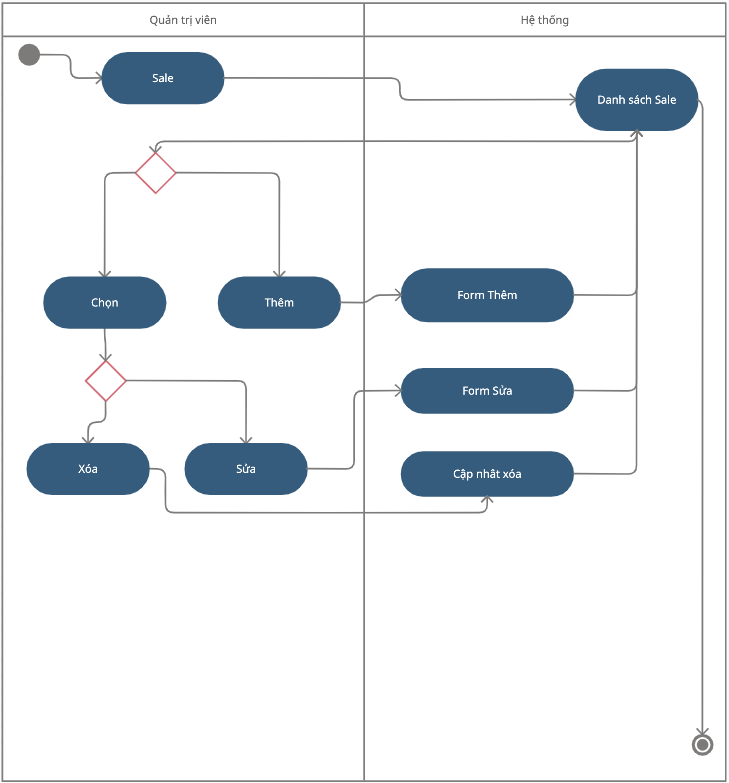 Quản trị viên
Hệ thống
Sale
Danh sách Sale
Chọn
Thêm
Form Thêm
Form Sửa
Xóa
Sửa
Cập nhât xóa